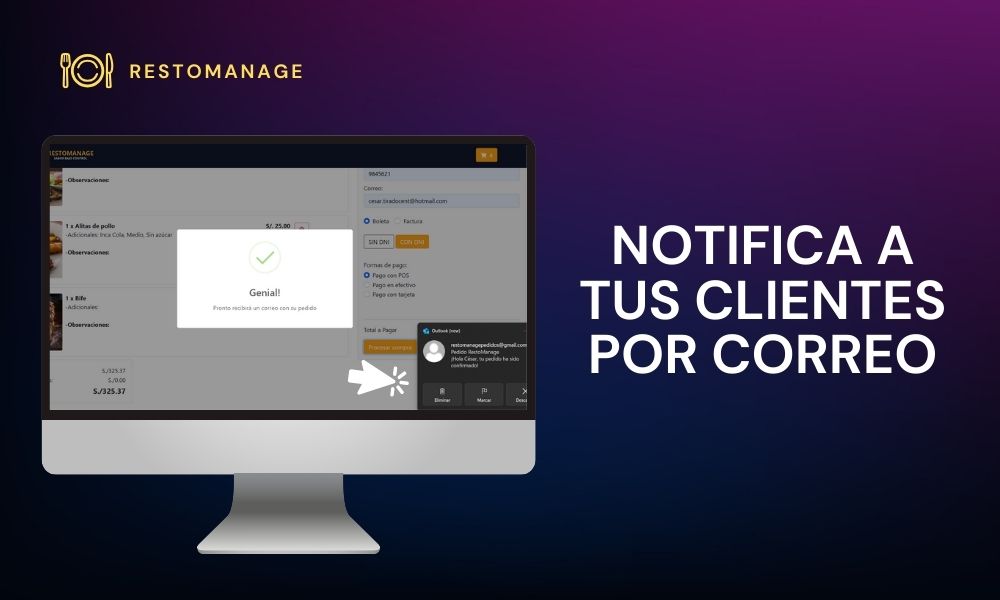 RESTOMANAGE
NOTIFICA A
TUS CLIENTES
POR CORREO
RESTOMANAGE
-Observaciones:
1 x Alitas de pollo
S/. 25.00
-Adicionales: Inca Cola, Medio, Sin azúcar
-Observaciones:
1 x Bife
-Adicionales:
-Observaciones:
S./325.37
S./0.00
S./325.37
9845621
Correo:
cesar.tiradocent@hotmail.com
Boleta Factura
SIN DNI CON DNI
Formas de pago:
Pago con POS
Pago en efectivo
Pago con tarjeta
Total a Pagar
Procesar compra
Genial!
Pronto recibirá un correo con su pedido
Outlook (new)
restomanagepedidos@gmail.com
Pedido RestoManage
¡Hola César, tu pedido ha sido
confirmado!
Eliminar Marcar Desca